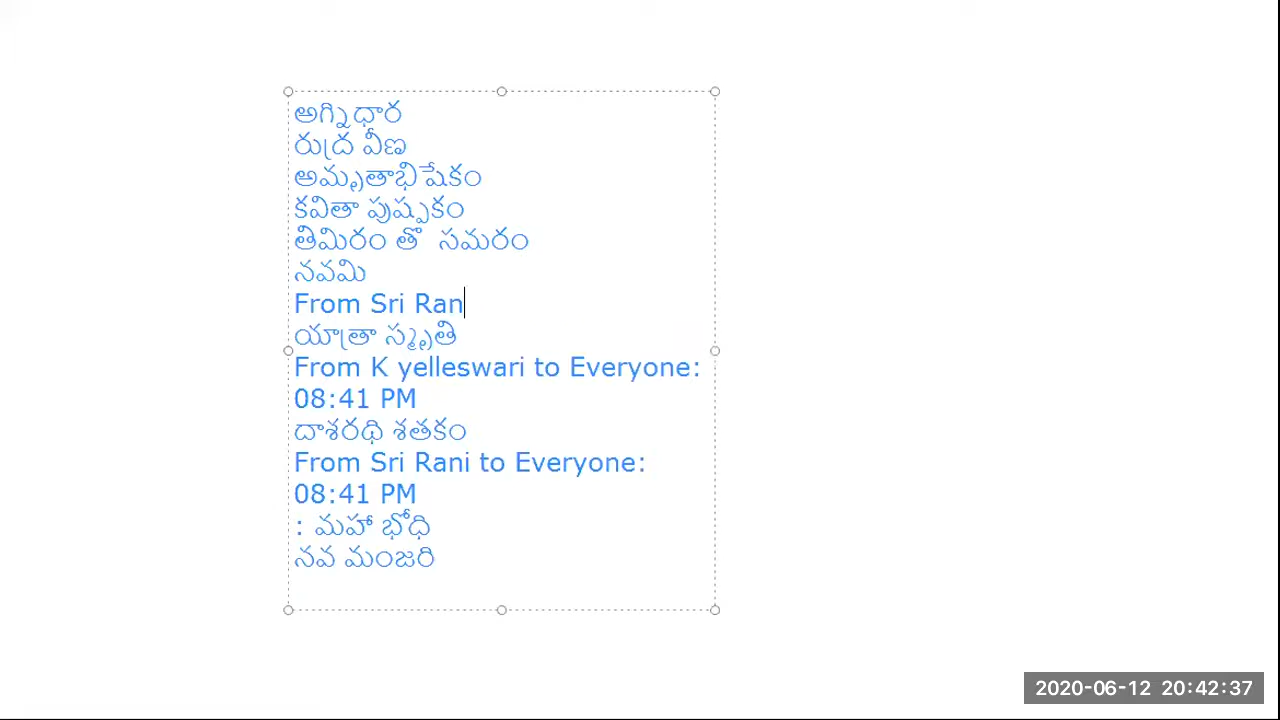 అగ్నిధార
రుద్ర వీణ
అమృతాభిషేకం
కవితా పుష్పకం
తిమిరం తొ  సమరం
నవమి
From Sri Ran
యాత్రా స్మృతి
From K yelleswari to Everyone:
08:41 PM
దాశరథి శతకం
From Sri Rani to Everyone:
08:41 PM
: మహా భోధి
నవ మంజరి
2020-06-12 20:42:37